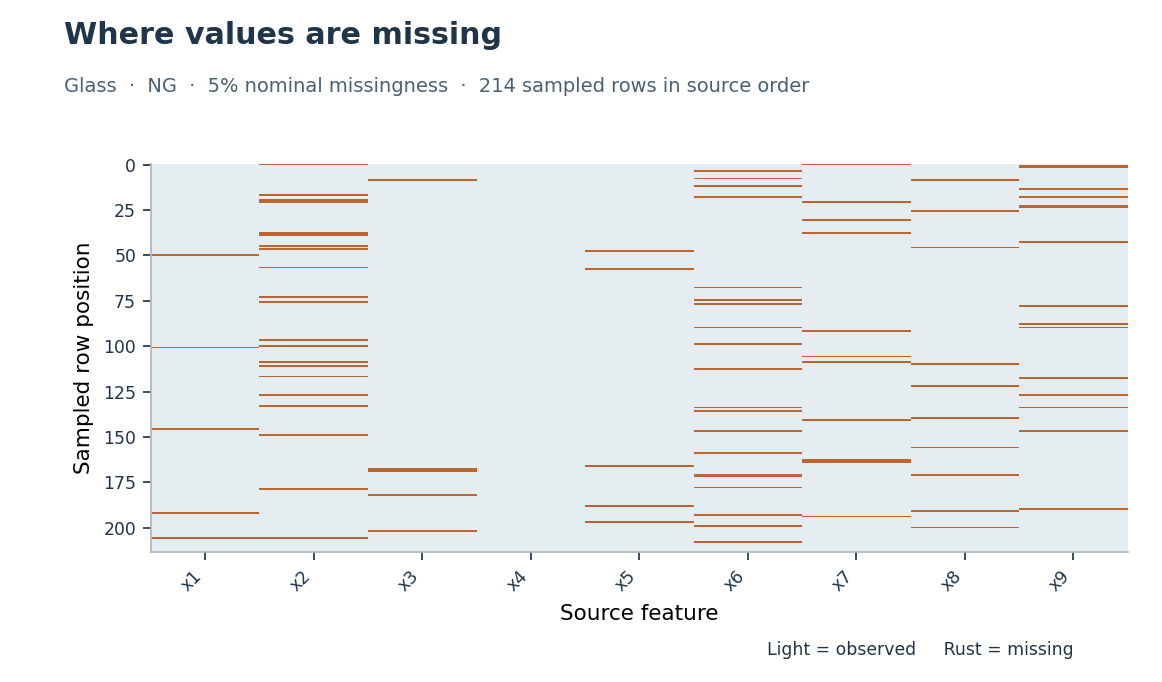 Where values are missing
Glass · NG · 5% nominal missingness · 214 sampled rows in source order
0
25
50
75
100
125
150
175
200
Sampled row position
x1 x2 x3 x4 x5 x6 x7 x8 x9
Source feature
Light = observed Rust = missing